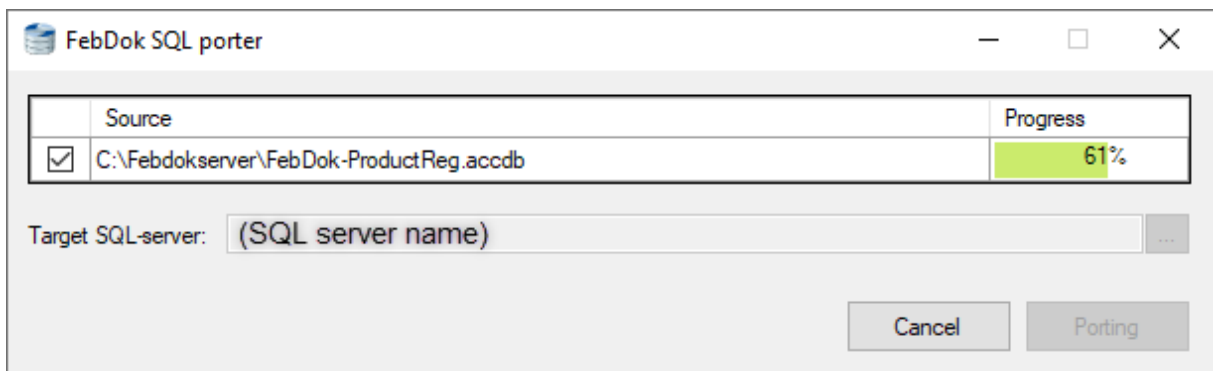 FebDok SQL porter
Source Progress
C:\Febdokserver\FebDok-ProductReg.accdb 61%
Target SQL-server: (SQL server name) ...
Cancel Porting